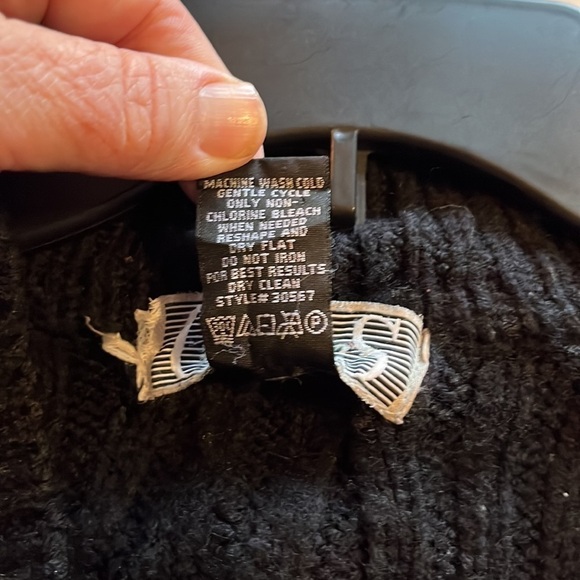 MACHINE WASH COLD
GENTLE CYCLE
ONLY NON-
CHLORINE BLEACH
WHEN NEEDED
RESHAPE AND
DRY FLAT
DO NOT IRON
FOR BEST RESULTS
DRY CLEAN
STYLE# 30567
P